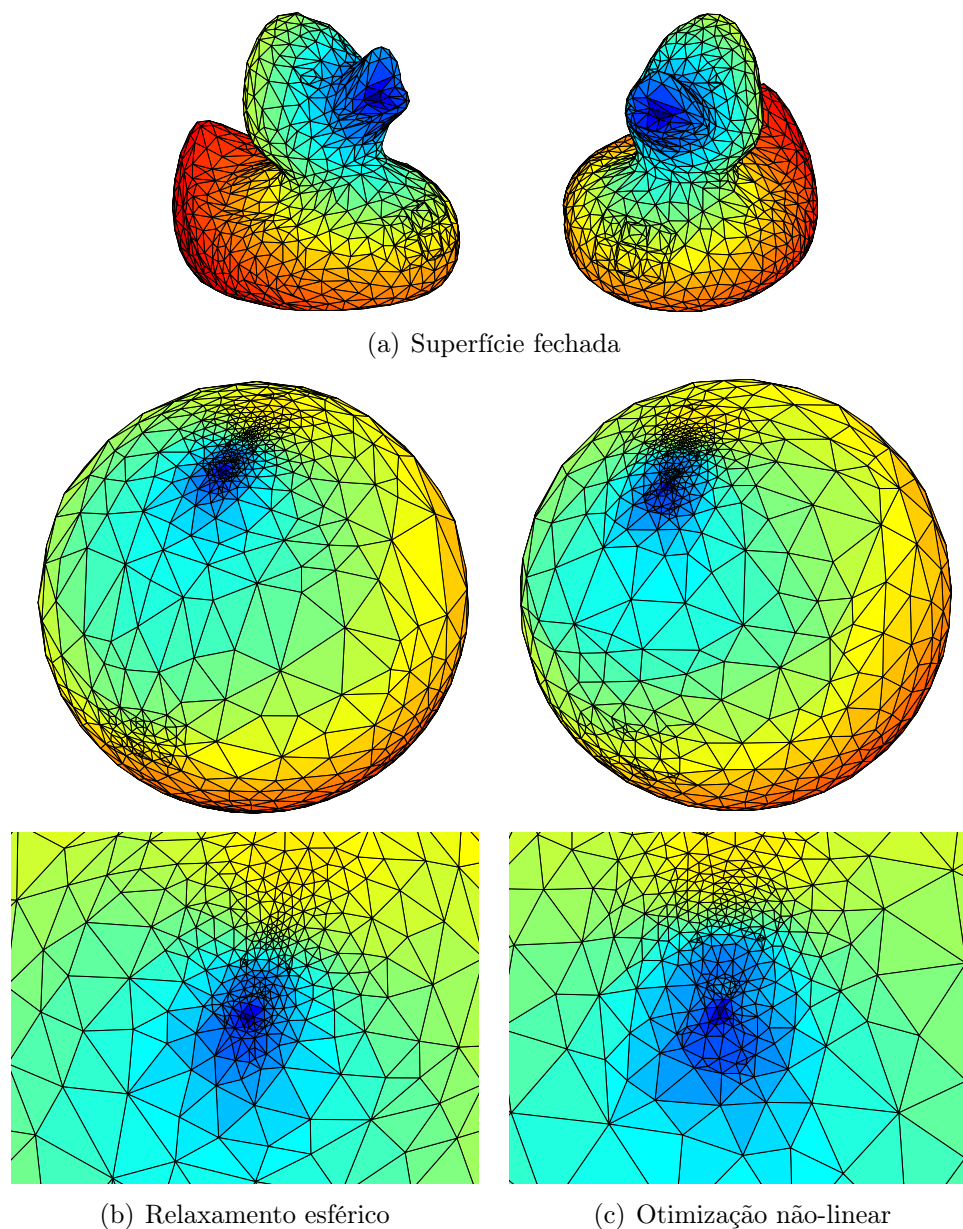 (a) Superfície fechada
(b) Relaxamento esférico
(c) Otimização não-linear